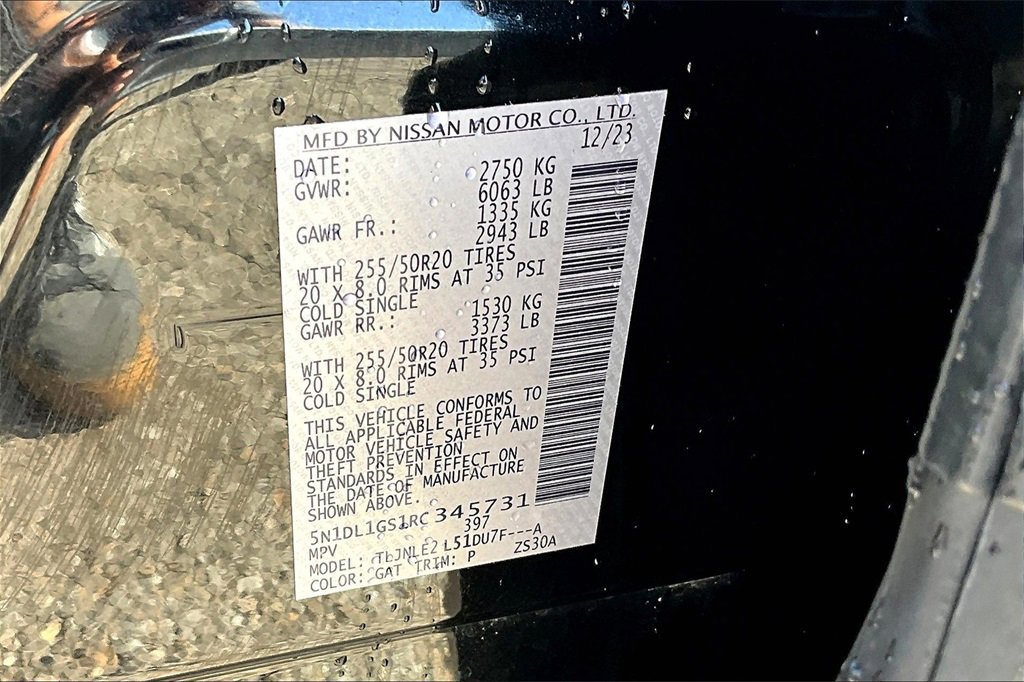 MFD BY NISSAN MOTOR CO., LTD.
DATE: 12/23
GVWR: 2750 KG
6063 LB
GAWR FR.: 1335 KG
2943 LB
WITH 255/50R20 TIRES
20 X 8.0 RIMS AT 35 PSI
COLD SINGLE
GAWR RR.: 1530 KG
3373 LB
WITH 255/50R20 TIRES
20 X 8.0 RIMS AT 35 PSI
COLD SINGLE
THIS VEHICLE CONFORMS TO
ALL APPLICABLE FEDERAL
MOTOR VEHICLE SAFETY AND
THEFT PREVENTION
STANDARDS IN EFFECT ON
THE DATE OF MANUFACTURE
SHOWN ABOVE.
5N1DL1GS1RC345731
MPV 397
MODEL: TLJNLE2 L51DU7F---A
COLOR: GAT TRIM: P ZS30A